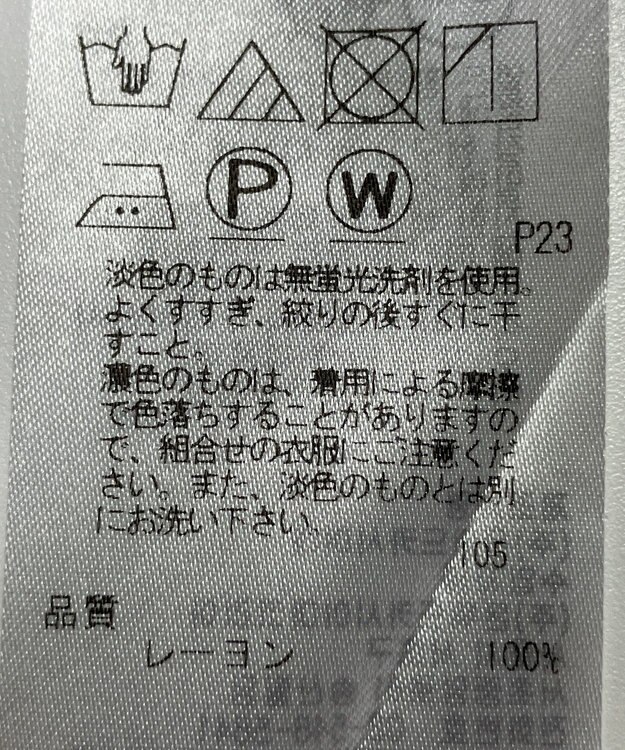 P W
P23
淡色のものは無蛍光洗剤を使用。
よくすすぎ、絞りの後すぐに干
すこと。
濃色のものは、着用による摩擦
で色落ちすることがありますの
で、組合せの衣服にご注意くだ
さい。また、淡色のものとは別
にお洗い下さい。
105
品質
レーヨン 100%